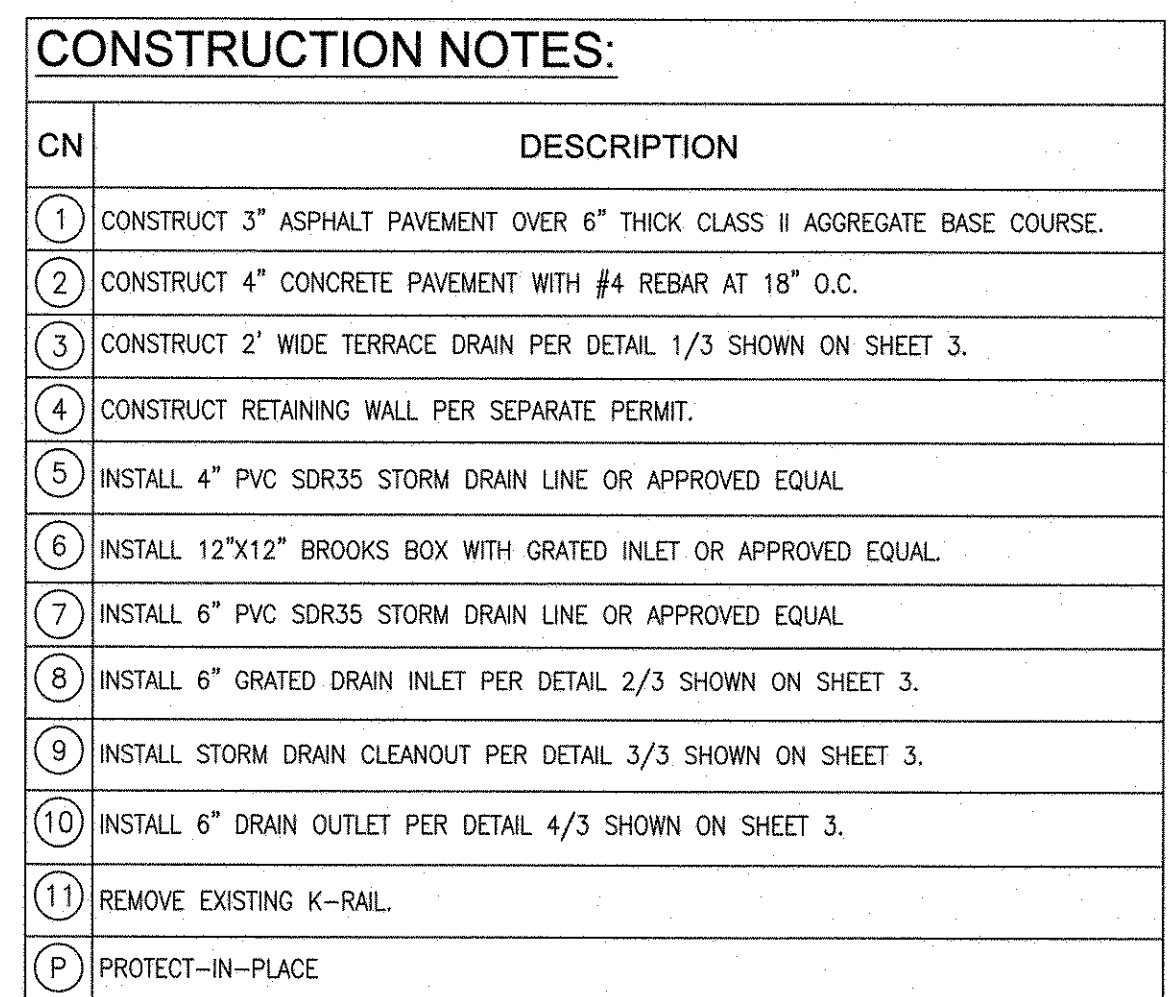 CONSTRUCTION NOTES:
CN DESCRIPTION
1 CONSTRUCT 3" ASPHALT PAVEMENT OVER 6" THICK CLASS II AGGREGATE BASE COURSE.
2 CONSTRUCT 4" CONCRETE PAVEMENT WITH #4 REBAR AT 18" O.C.
3 CONSTRUCT 2' WIDE TERRACE DRAIN PER DETAIL 1/3 SHOWN ON SHEET 3.
4 CONSTRUCT RETAINING WALL PER SEPARATE PERMIT.
5 INSTALL 4" PVC SDR35 STORM DRAIN LINE OR APPROVED EQUAL
6 INSTALL 12"X12" BROOKS BOX WITH GRATED INLET OR APPROVED EQUAL.
7 INSTALL 6" PVC SDR35 STORM DRAIN LINE OR APPROVED EQUAL
8 INSTALL 6" GRATED DRAIN INLET PER DETAIL 2/3 SHOWN ON SHEET 3.
9 INSTALL STORM DRAIN CLEANOUT PER DETAIL 3/3 SHOWN ON SHEET 3.
10 INSTALL 6" DRAIN OUTLET PER DETAIL 4/3 SHOWN ON SHEET 3.
11 REMOVE EXISTING K-RAIL.
P PROTECT-IN-PLACE